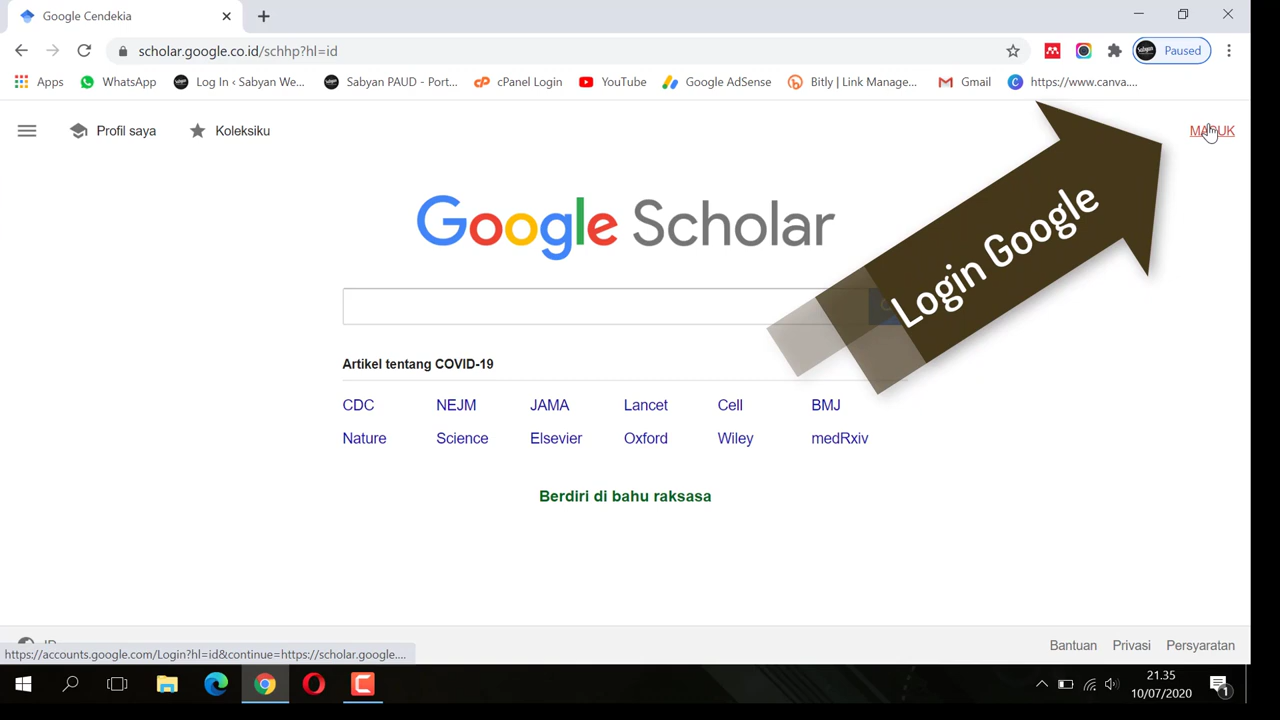 Google Cendekia
scholar.google.co.id/schhp?hl=id
Paused
Apps
WhatsApp
Log In ‹ Sabyan We...
Sabyan PAUD - Port...
cPanel Login
YouTube
Google AdSense
Bitly | Link Manage...
Gmail
https://www.canva....
Profil saya
Koleksiku
MASUK
Google Scholar
Login Google
Artikel tentang COVID-19
CDC NEJM JAMA Lancet Cell BMJ
Nature Science Elsevier Oxford Wiley medRxiv
Berdiri di bahu raksasa
Bantuan Privasi Persyaratan
https://accounts.google.com/Login?hl=id&continue=https://scholar.google....
21.35
10/07/2020
1